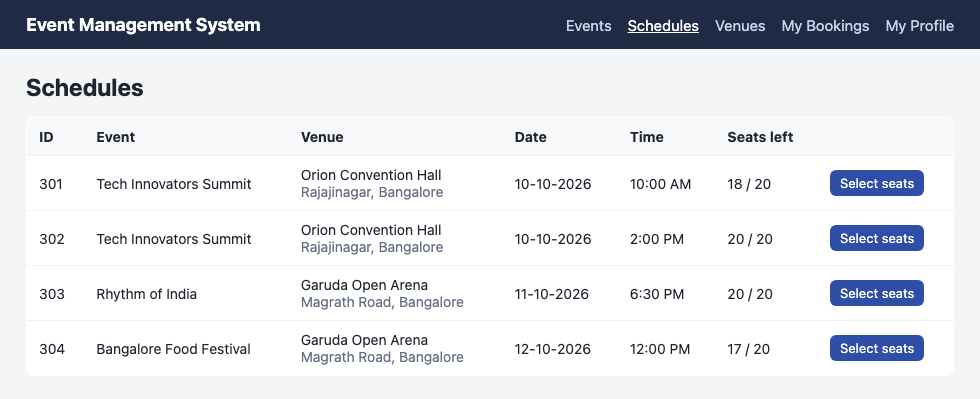 Event Management System
Events Schedules Venues My Bookings My Profile
Schedules
ID Event Venue Date Time Seats left
301 Tech Innovators Summit Orion Convention Hall 10-10-2026 10:00 AM 18 / 20 Select seats
Rajajinagar, Bangalore
302 Tech Innovators Summit Orion Convention Hall 10-10-2026 2:00 PM 20 / 20 Select seats
Rajajinagar, Bangalore
303 Rhythm of India Garuda Open Arena 11-10-2026 6:30 PM 20 / 20 Select seats
Magrath Road, Bangalore
304 Bangalore Food Festival Garuda Open Arena 12-10-2026 12:00 PM 17 / 20 Select seats
Magrath Road, Bangalore